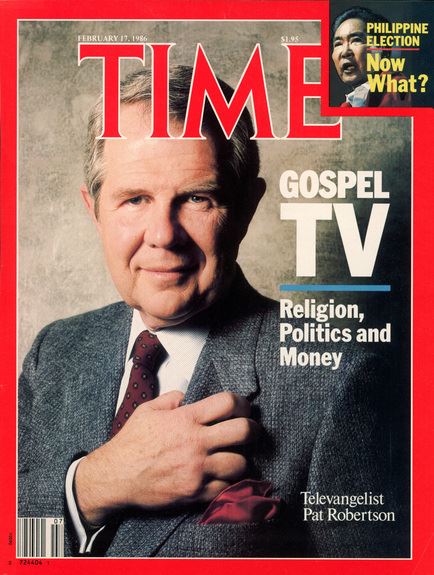 FEBRUARY 17, 1986
$1.95
TIME
PHILIPPINE
ELECTION
Now
What?
GOSPEL
TV
Religion,
Politics and
Money
Televangelist
Pat Robertson
07
724404